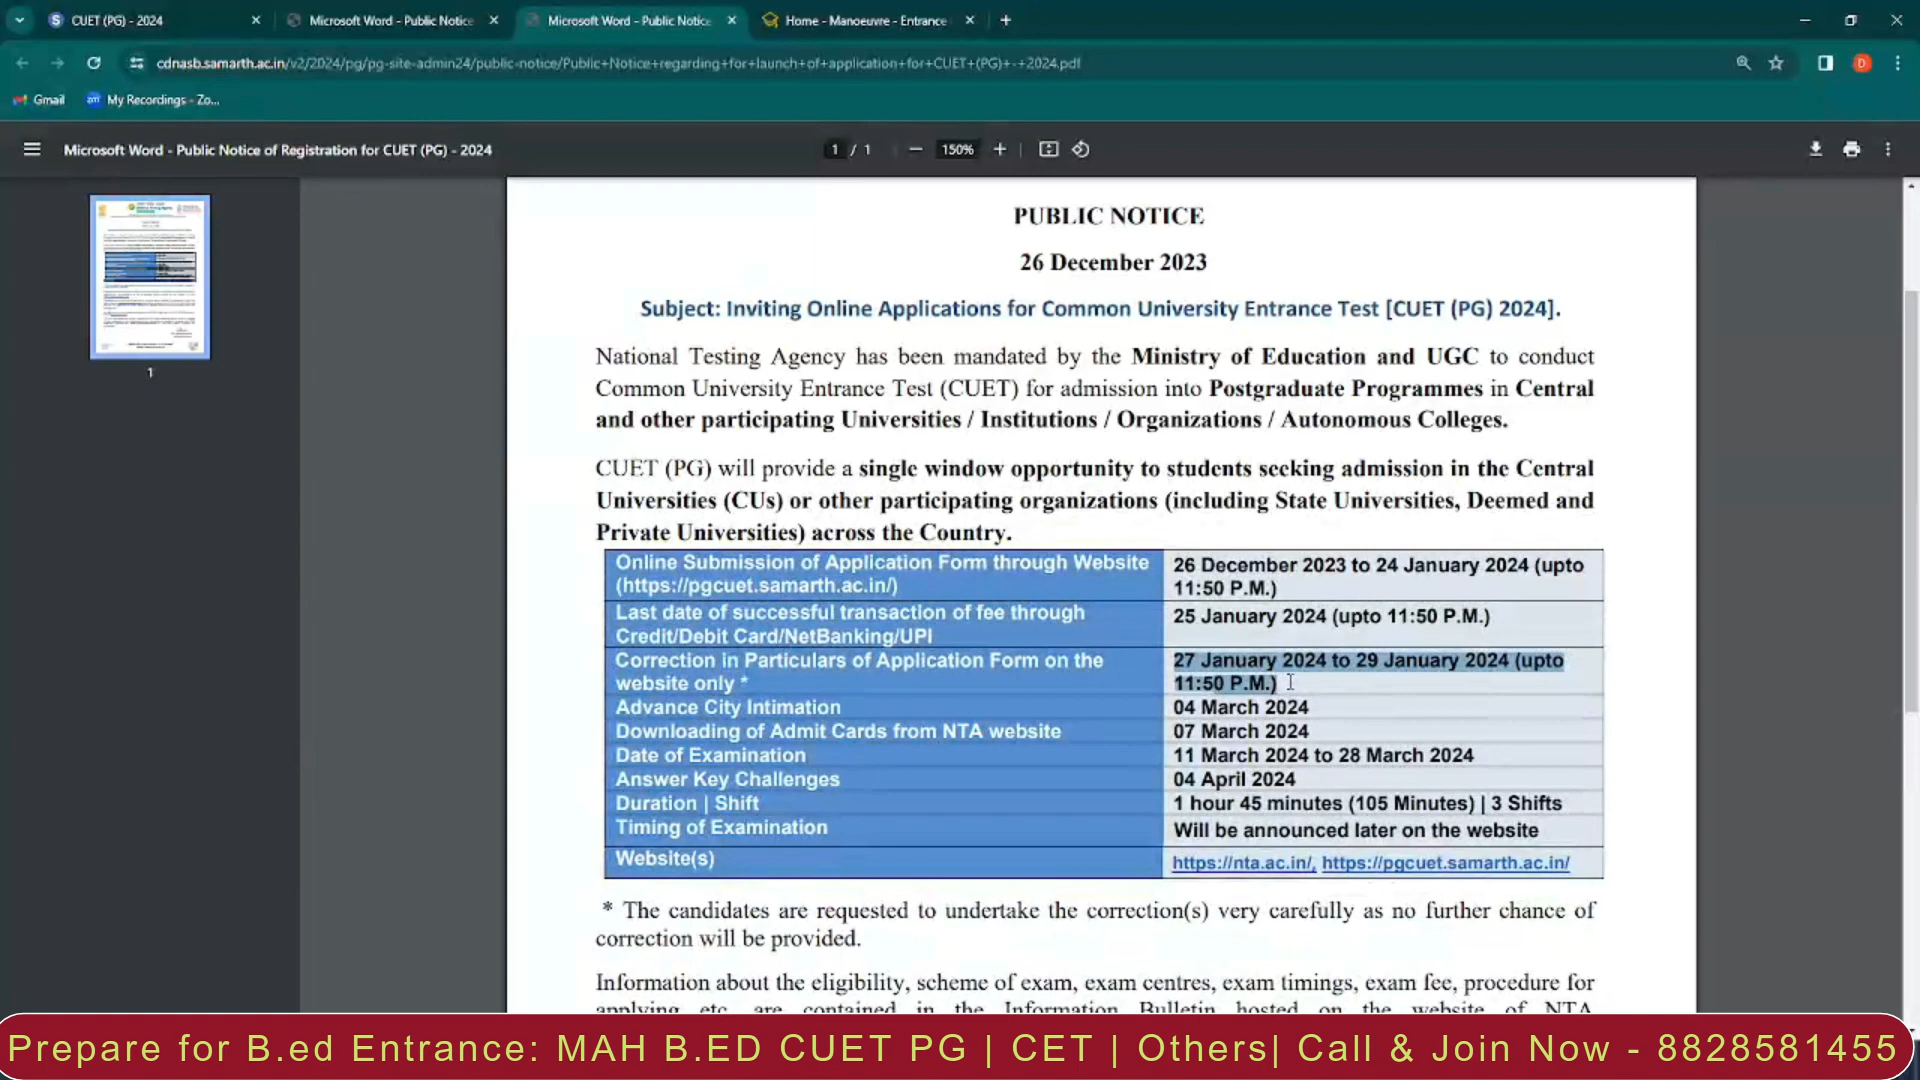 CUET (PG) - 2024
Microsoft Word - Public Notice
Microsoft Word - Public Notice
Home - Manoeuvre - Entrance
cdnasb.samarth.ac.in/v2/2024/pg/pg-site-admin24/public-notice/Public+Notice+regarding+for+launch+of+application+for+CUET+(PG)+-+2024.pdf
D
Gmail
My Recordings - Zo...
Microsoft Word - Public Notice of Registration for CUET (PG) - 2024
1 / 1
150%
1
PUBLIC NOTICE
26 December 2023
Subject: Inviting Online Applications for Common University Entrance Test [CUET (PG) 2024].
National Testing Agency has been mandated by the Ministry of Education and UGC to conduct
Common University Entrance Test (CUET) for admission into Postgraduate Programmes in Central
and other participating Universities / Institutions / Organizations / Autonomous Colleges.
CUET (PG) will provide a single window opportunity to students seeking admission in the Central
Universities (CUs) or other participating organizations (including State Universities, Deemed and
Private Universities) across the Country.
Online Submission of Application Form through Website
(https://pgcuet.samarth.ac.in/)
26 December 2023 to 24 January 2024 (upto
11:50 P.M.)
Last date of successful transaction of fee through
Credit/Debit Card/NetBanking/UPI
25 January 2024 (upto 11:50 P.M.)
Correction in Particulars of Application Form on the
website only *
27 January 2024 to 29 January 2024 (upto
11:50 P.M.)
Advance City Intimation
04 March 2024
Downloading of Admit Cards from NTA website
07 March 2024
Date of Examination
11 March 2024 to 28 March 2024
Answer Key Challenges
04 April 2024
Duration | Shift
1 hour 45 minutes (105 Minutes) | 3 Shifts
Timing of Examination
Will be announced later on the website
Website(s)
https://nta.ac.in/, https://pgcuet.samarth.ac.in/
* The candidates are requested to undertake the correction(s) very carefully as no further chance of
correction will be provided.
Information about the eligibility, scheme of exam, exam centres, exam timings, exam fee, procedure for
applying etc. are contained in the Information Bulletin hosted on the website of NTA
Prepare for B.ed Entrance: MAH B.ED CUET PG | CET | Others| Call & Join Now - 8828581455